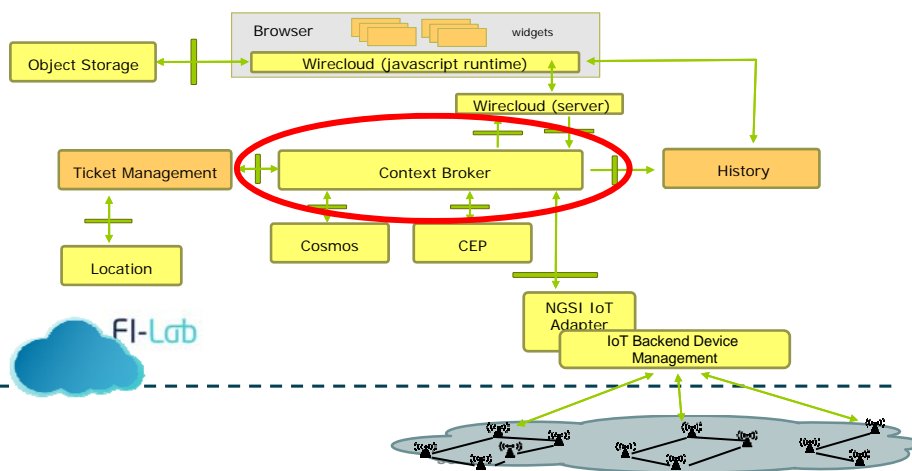 Browser
widgets
Object Storage
Wirecloud (javascript runtime)
Wirecloud (server)
Ticket Management
Context Broker
History
Cosmos
CEP
Location
NGSI IoT
Adapter
FI-Lab
IoT Backend Device
Management